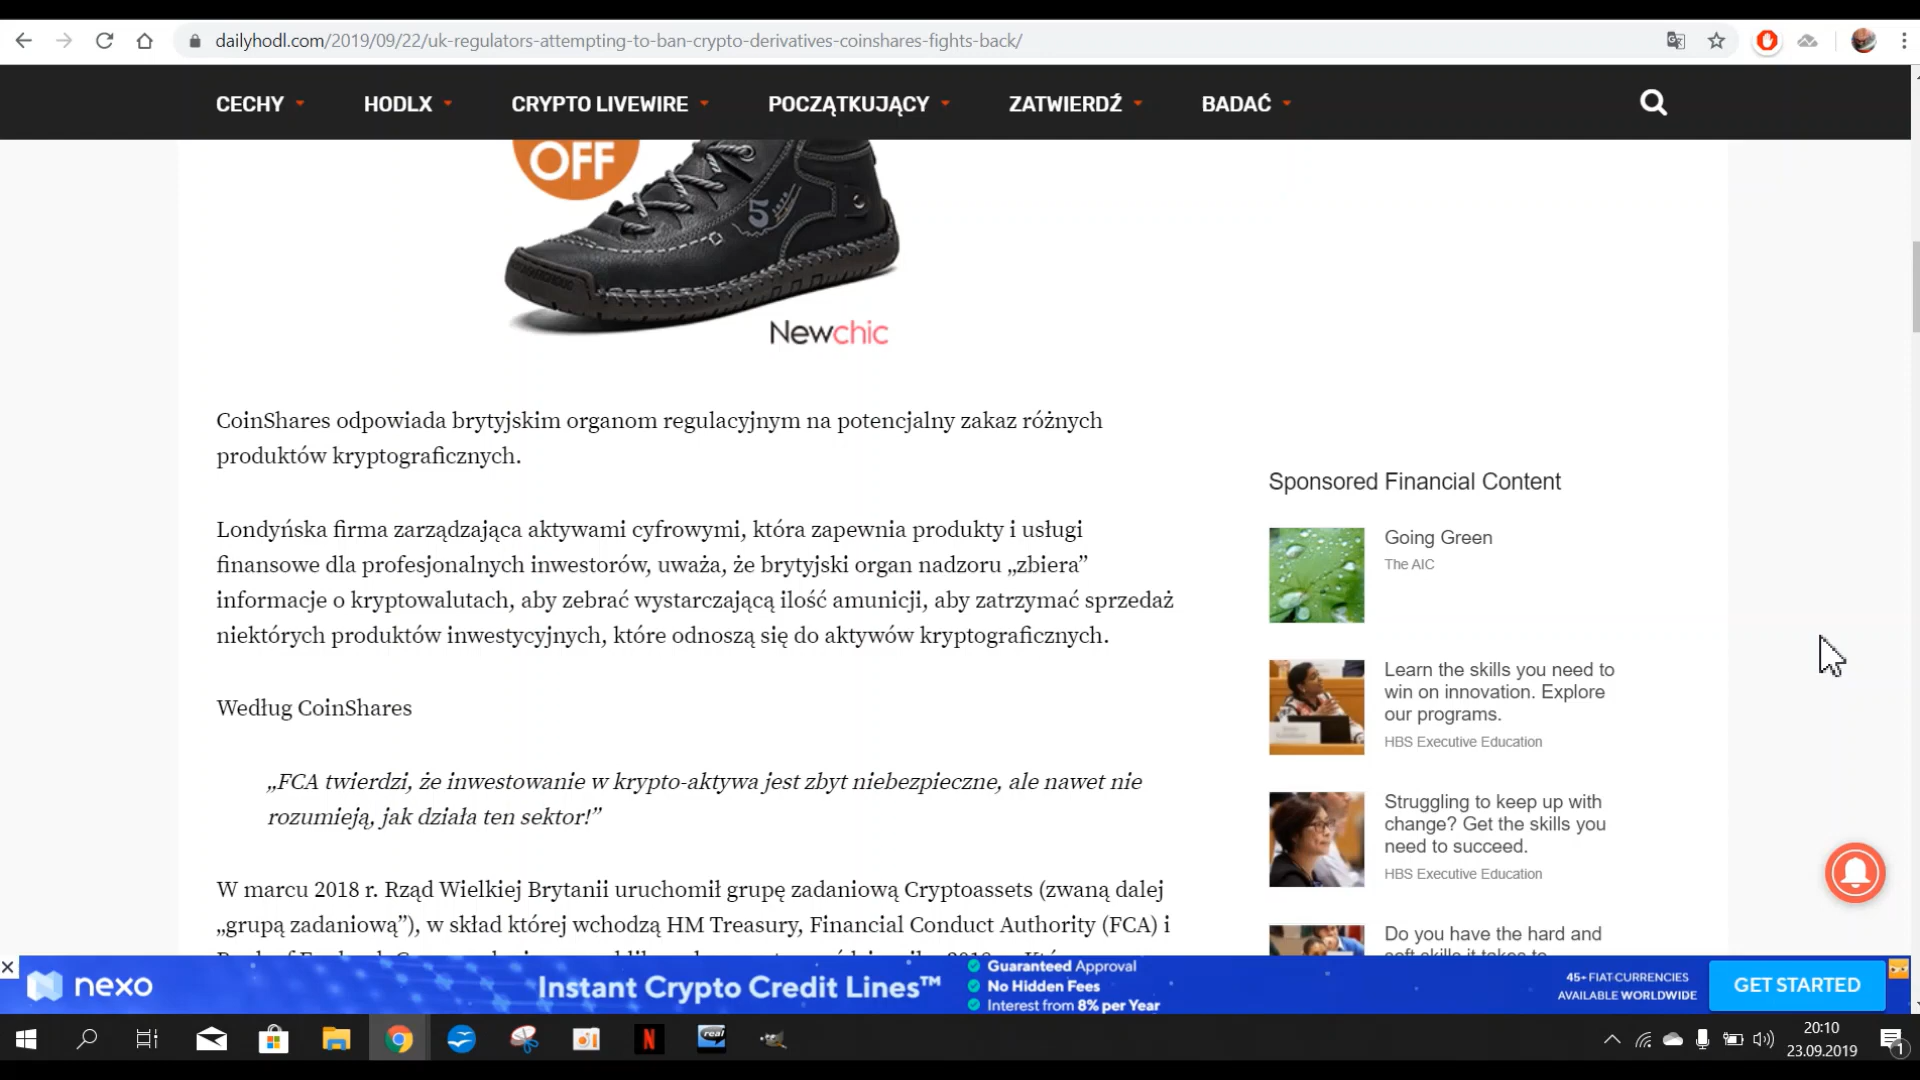 dailyhodl.com/2019/09/22/uk-regulators-attempting-to-ban-crypto-derivatives-coinshares-fights-back/
CECHY HODLX CRYPTO LIVEWIRE POCZĄTKUJĄCY ZATWIERDŹ BADAĆ
OFF
5
Newchic
CoinShares odpowiada brytyjskim organom regulacyjnym na potencjalny zakaz różnych
produktów kryptograficznych.
Londyńska firma zarządzająca aktywami cyfrowymi, która zapewnia produkty i usługi
finansowe dla profesjonalnych inwestorów, uważa, że brytyjski organ nadzoru „zbiera”
informacje o kryptowalutach, aby zebrać wystarczającą ilość amunicji, aby zatrzymać sprzedaż
niektórych produktów inwestycyjnych, które odnoszą się do aktywów kryptograficznych.
Według CoinShares
„FCA twierdzi, że inwestowanie w krypto-aktywa jest zbyt niebezpieczne, ale nawet nie
rozumieją, jak działa ten sektor!”
W marcu 2018 r. Rząd Wielkiej Brytanii uruchomił grupę zadaniową Cryptoassets (zwaną dalej
„grupą zadaniową”), w skład której wchodzą HM Treasury, Financial Conduct Authority (FCA) i
Sponsored Financial Content
Going Green
The AIC
Learn the skills you need to
win on innovation. Explore
our programs.
HBS Executive Education
Struggling to keep up with
change? Get the skills you
need to succeed.
HBS Executive Education
Do you have the hard and
soft skills it takes to
nexo
Instant Crypto Credit Lines™
Guaranteed Approval
No Hidden Fees
Interest from 8% per Year
45+ FIAT CURRENCIES
AVAILABLE WORLDWIDE
GET STARTED
N
real
20:10
23.09.2019
1